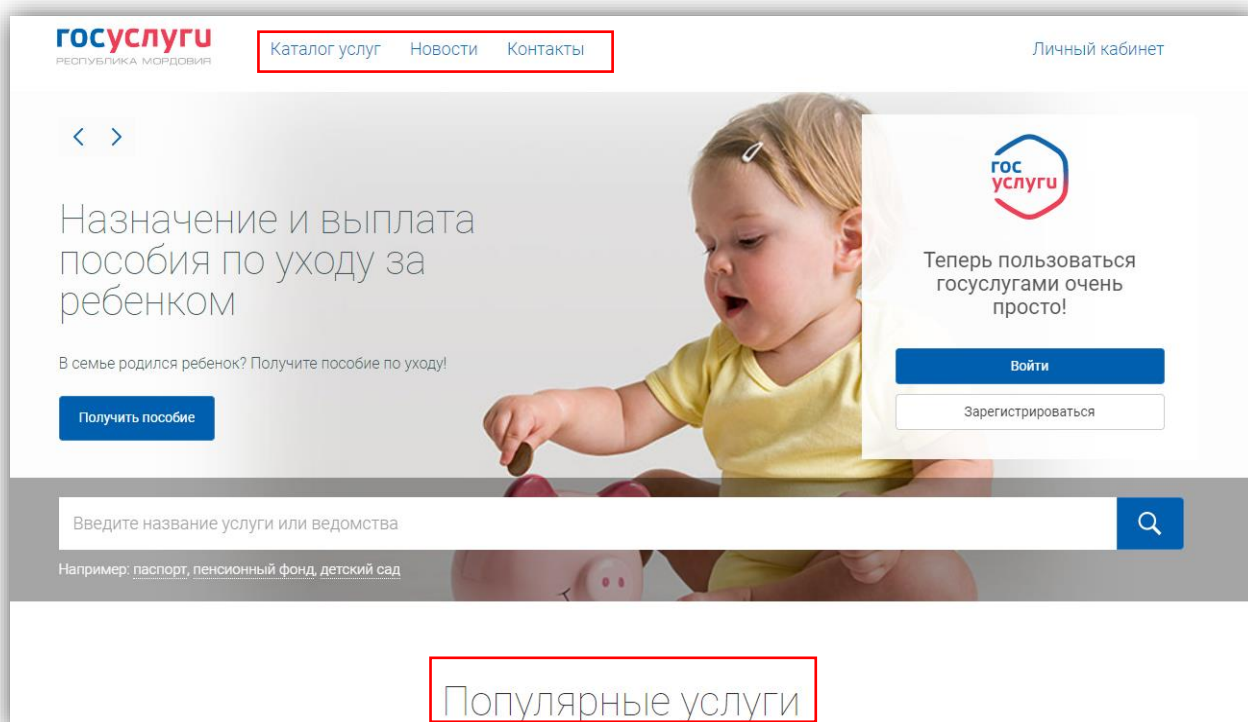 госуслуги
РЕСПУБЛИКА МОРДОВИЯ
Каталог услуг Новости Контакты Личный кабинет
Назначение и выплата
пособия по уходу за
ребенком
В семье родился ребенок? Получите пособие по уходу!
Получить пособие
гос
услуги
Теперь пользоваться
госуслугами очень
просто!
Войти
Зарегистрироваться
Введите название услуги или ведомства
Например: паспорт, пенсионный фонд, детский сад
Популярные услуги